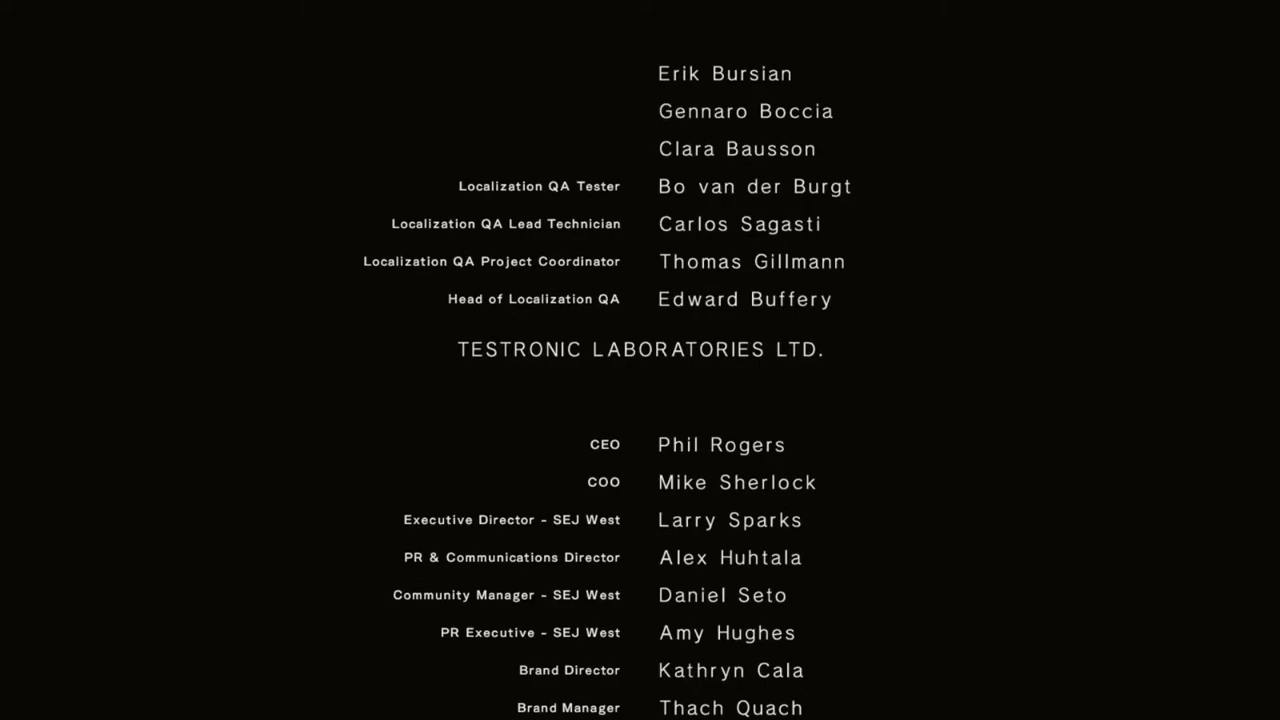 Erik Bursian
Gennaro Boccia
Clara Bausson
Localization QA Tester Bo van der Burgt
Localization QA Lead Technician Carlos Sagasti
Localization QA Project Coordinator Thomas Gillmann
Head of Localization QA Edward Buffery
TESTRONIC LABORATORIES LTD.
CEO Phil Rogers
COO Mike Sherlock
Executive Director - SEJ West Larry Sparks
PR & Communications Director Alex Huhtala
Community Manager - SEJ West Daniel Seto
PR Executive - SEJ West Amy Hughes
Brand Director Kathryn Cala
Brand Manager Thach Quach